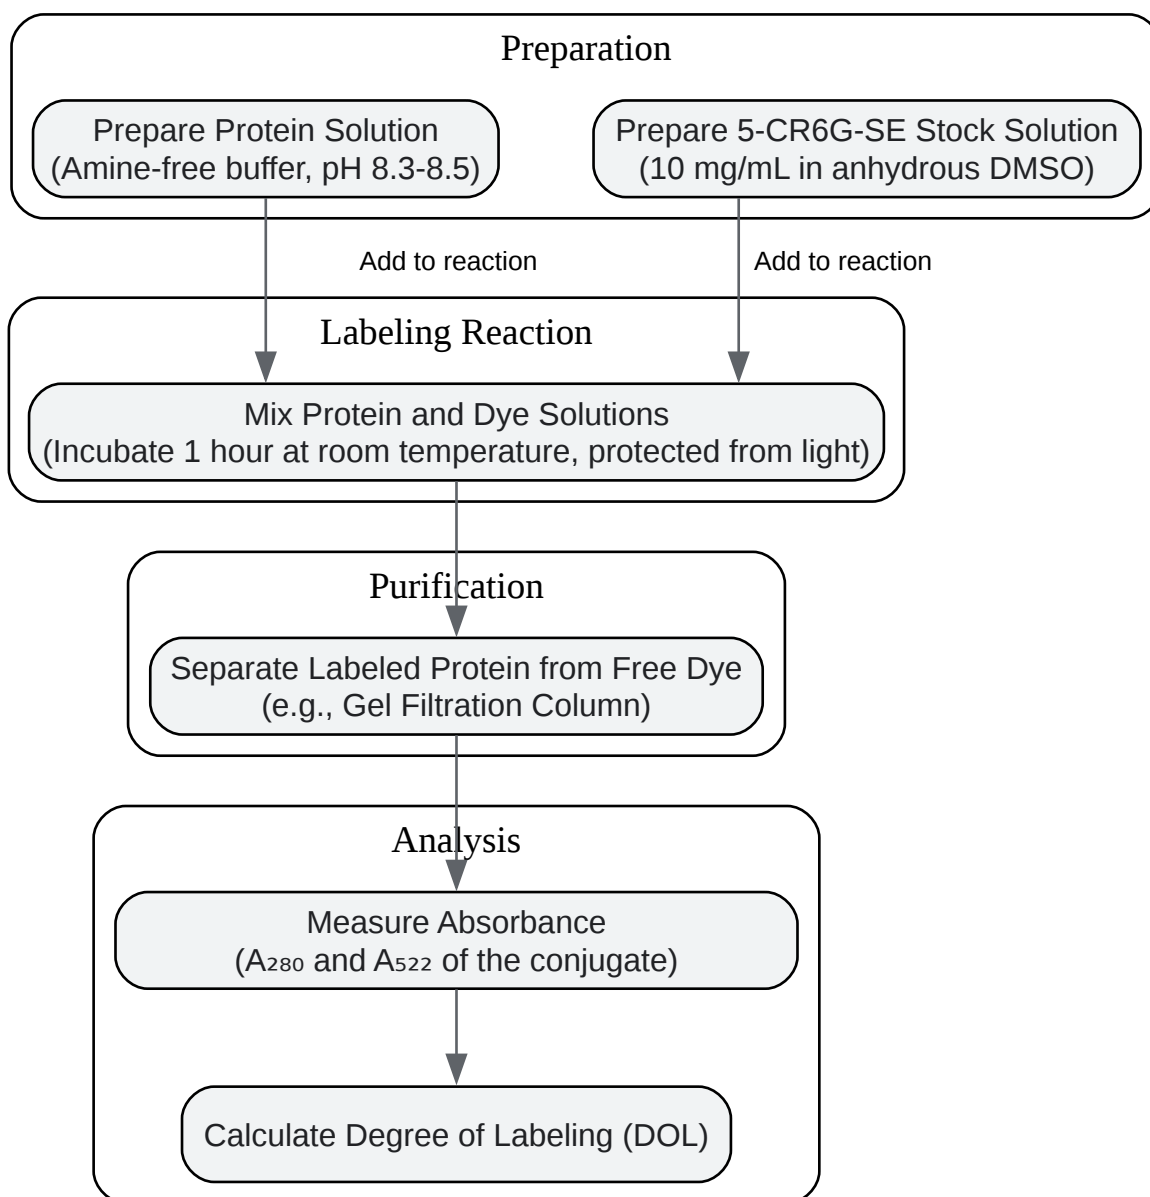 Preparation
Prepare Protein Solution
(Amine-free buffer, pH 8.3-8.5)
Prepare 5-CR6G-SE Stock Solution
(10 mg/mL in anhydrous DMSO)
Add to reaction
Add to reaction
Labeling Reaction
Mix Protein and Dye Solutions
(Incubate 1 hour at room temperature, protected from light)
Purification
Separate Labeled Protein from Free Dye
(e.g., Gel Filtration Column)
Analysis
Measure Absorbance
(A₂₈₀ and A₅₂₂ of the conjugate)
Calculate Degree of Labeling (DOL)